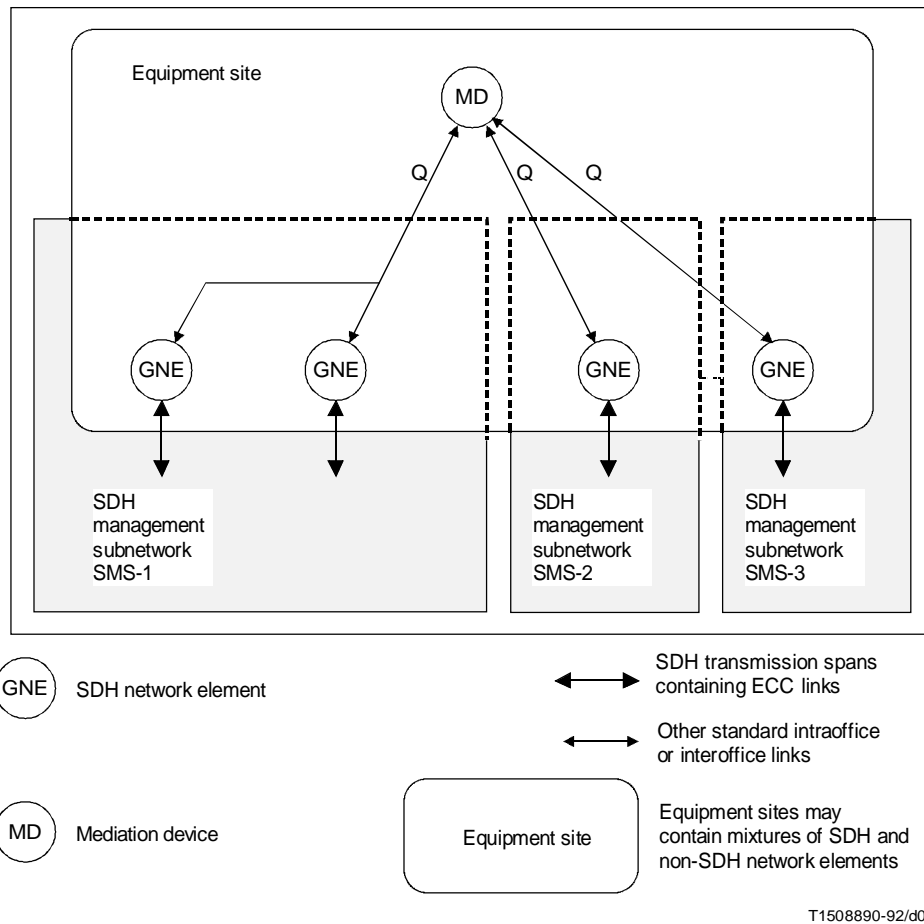 Equipment site
MD
Q
Q
Q
GNE
GNE
GNE
GNE
SDH
management
subnetwork
SMS-1
SDH
management
subnetwork
SMS-2
SDH
management
subnetwork
SMS-3
GNE
SDH network element
SDH transmission spans
containing ECC links
Other standard intraoffice
or interoffice links
MD
Mediation device
Equipment site
Equipment sites may
contain mixtures of SDH and
non-SDH network elements
T1508890-92/d0